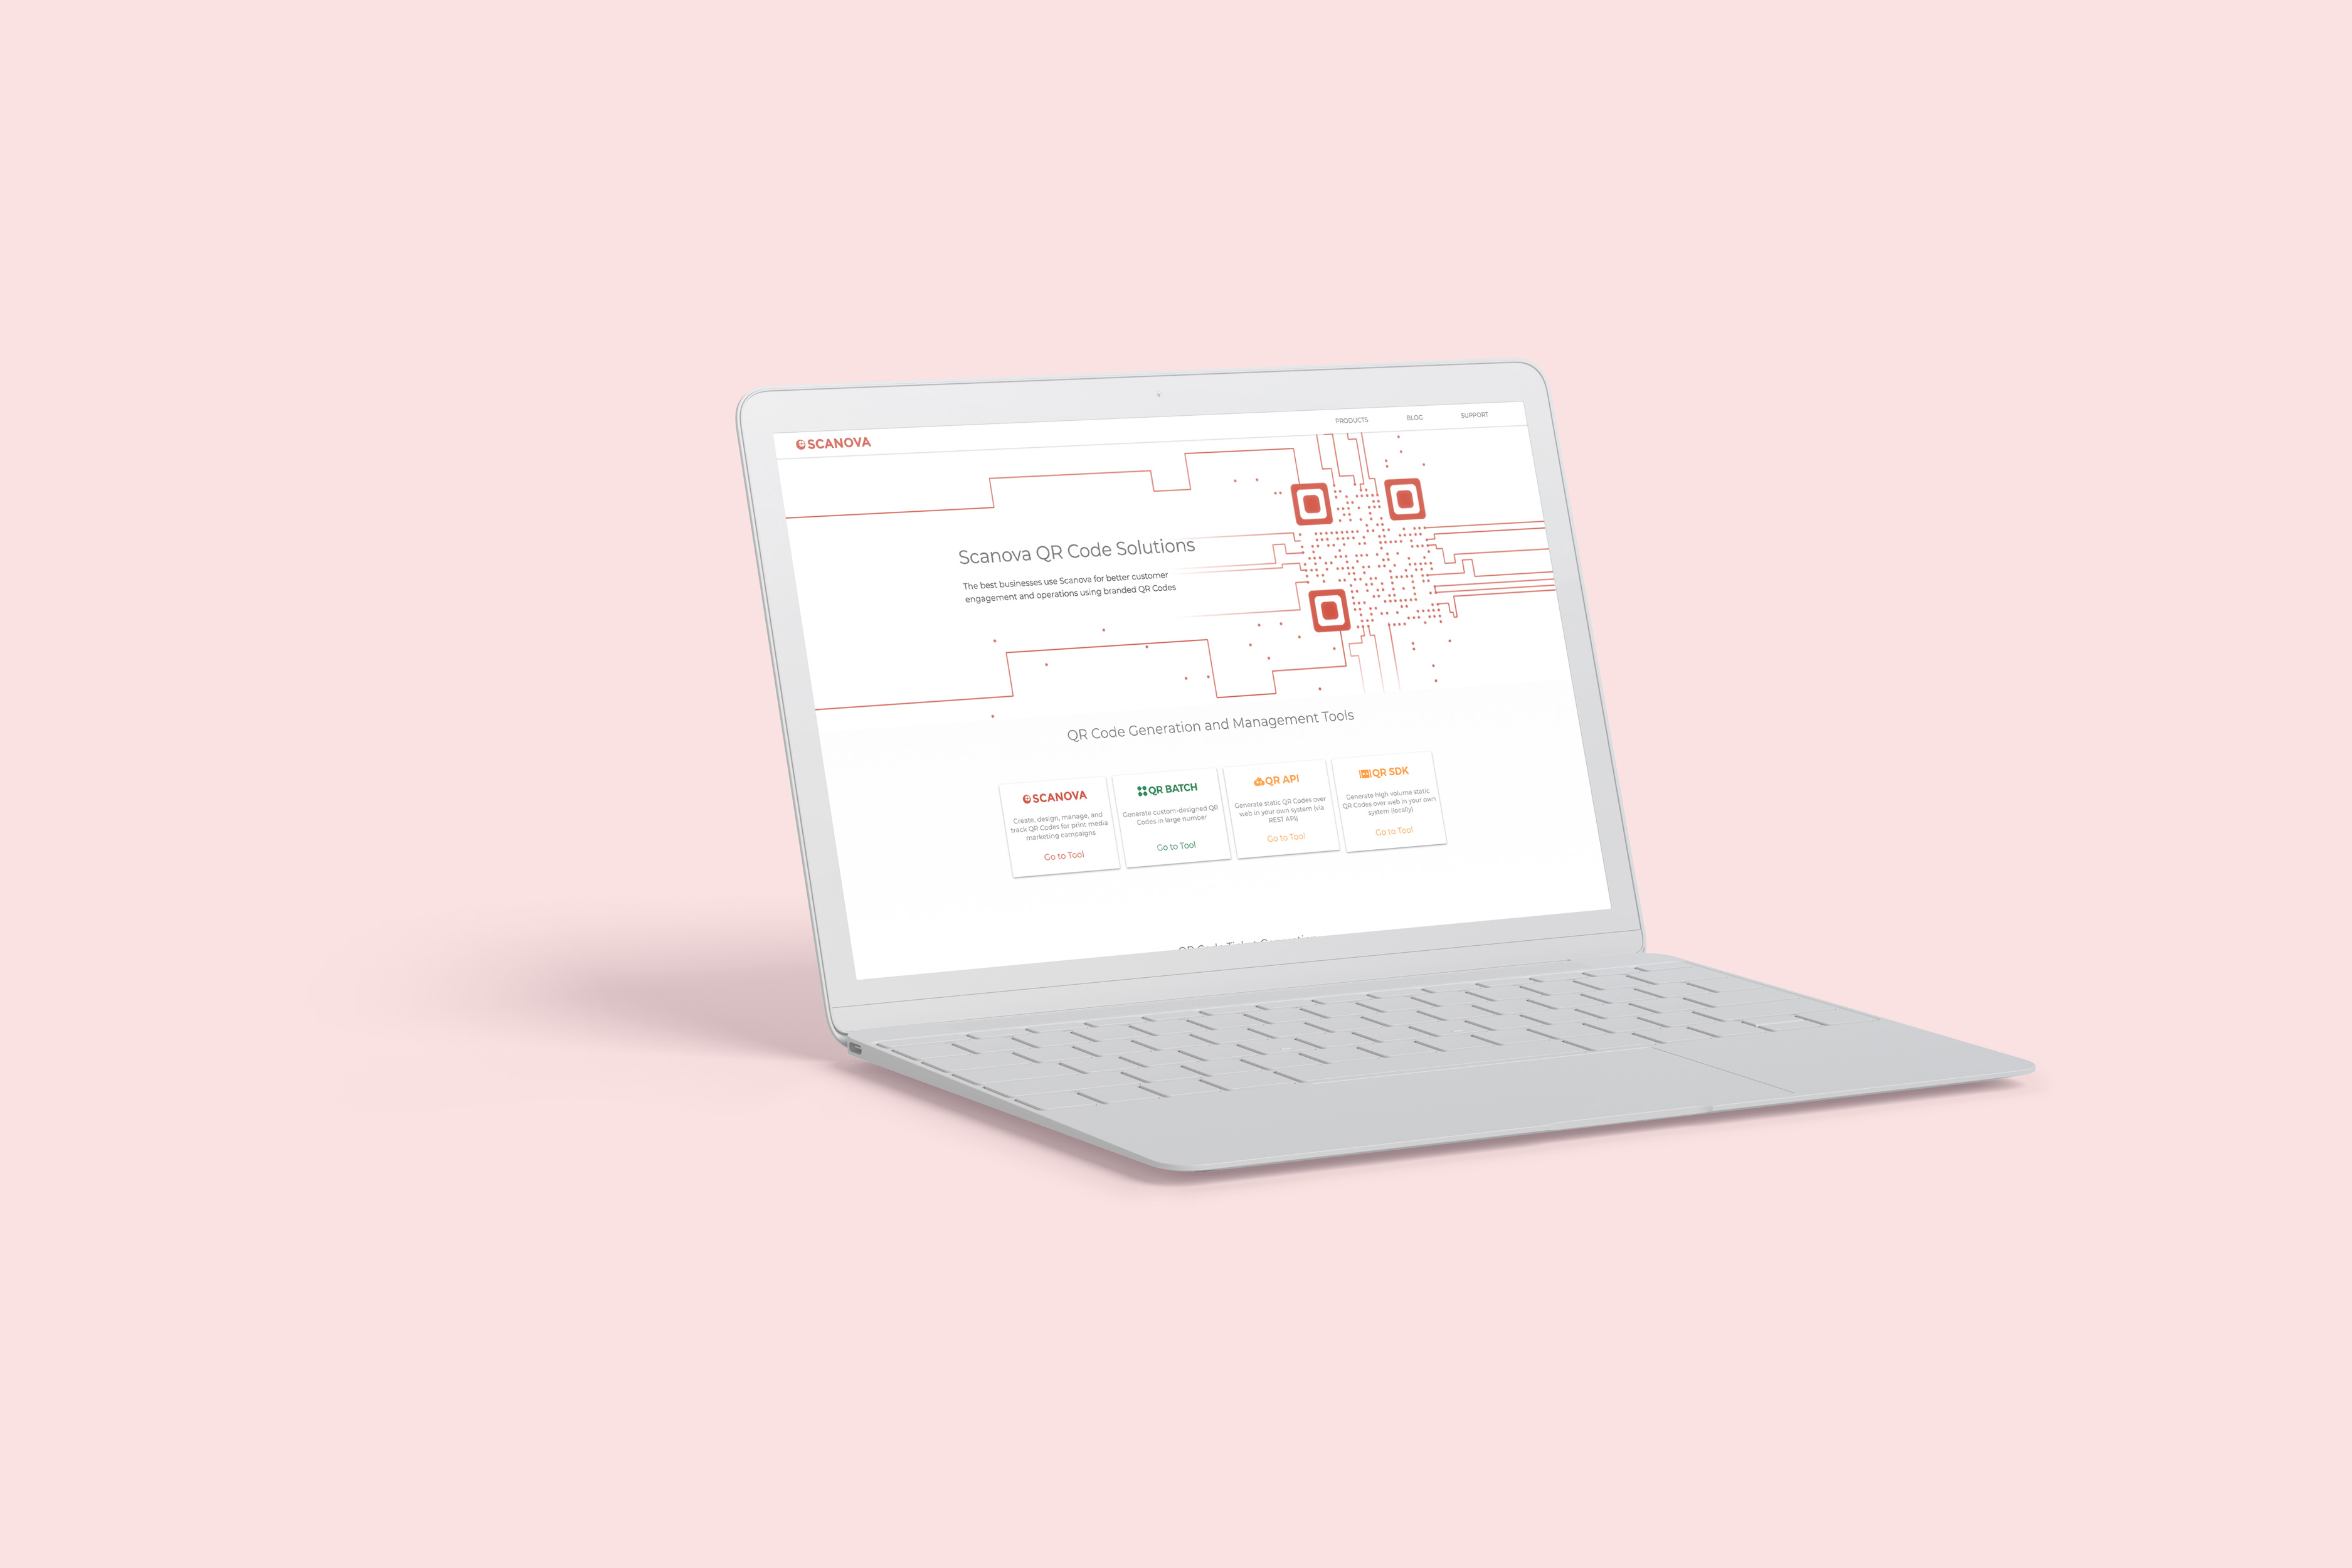 SCANOVA
PRODUCTS
BLOG
SUPPORT
Scanova QR Code Solutions
The best businesses use Scanova for better customer
engagement and operations using branded QR Codes
QR Code Generation and Management Tools
SCANOVA
Create, design, manage, and
track QR Codes for print media
marketing campaigns
Go to Tool
QR BATCH
Generate custom-designed QR
Codes in large number
Go to Tool
QR API
Generate static QR Codes over
web in your own system (via
REST API)
Go to Tool
QR SDK
Generate high volume static
QR Codes over web in your own
system (locally)
Go to Tool